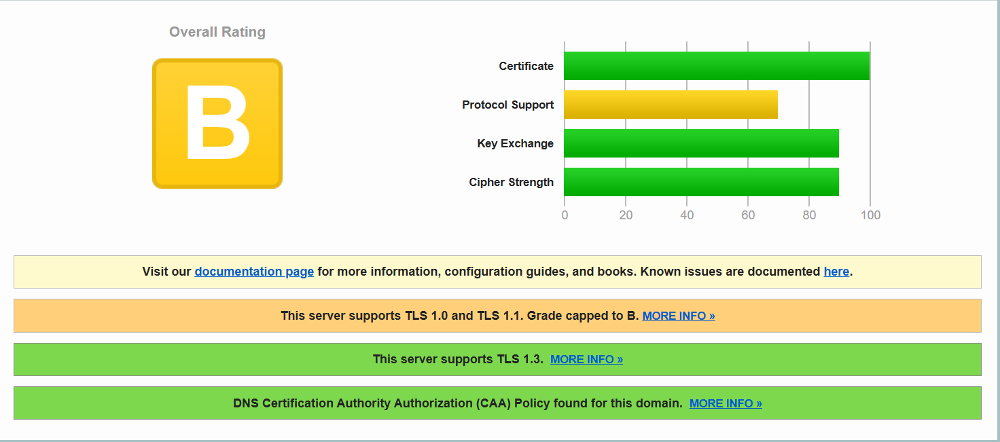 Overall Rating
B
Certificate
Protocol Support
Key Exchange
Cipher Strength
0 20 40 60 80 100
Visit our documentation page for more information, configuration guides, and books. Known issues are documented here.
This server supports TLS 1.0 and TLS 1.1. Grade capped to B. MORE INFO »
This server supports TLS 1.3. MORE INFO »
DNS Certification Authority Authorization (CAA) Policy found for this domain. MORE INFO »